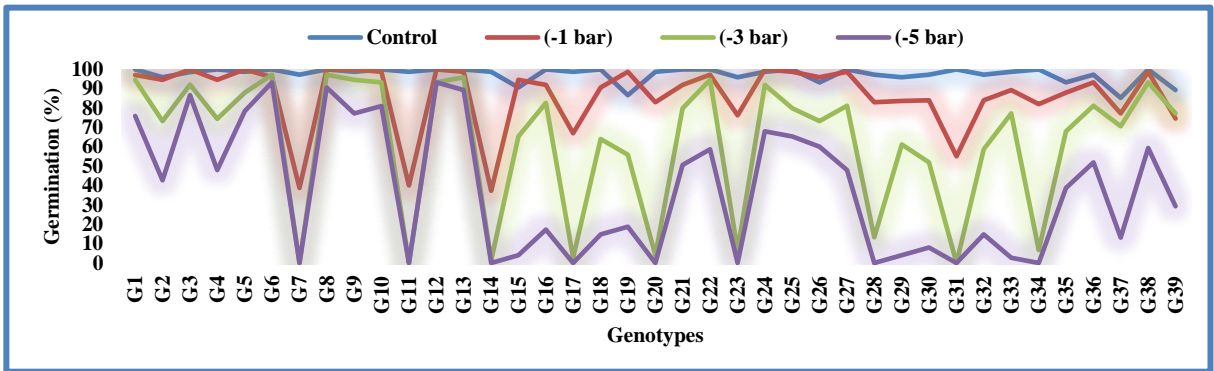 Control (-1 bar) (-3 bar) (-5 bar)
100
90
80
70
60
50
40
30
20
10
0
Germination (%)
G1 G2 G3 G4 G5 G6 G7 G8 G9 G10 G11 G12 G13 G14 G15 G16 G17 G18 G19 G20 G21 G22 G23 G24 G25 G26 G27 G28 G29 G30 G31 G32 G33 G34 G35 G36 G37 G38 G39
Genotypes